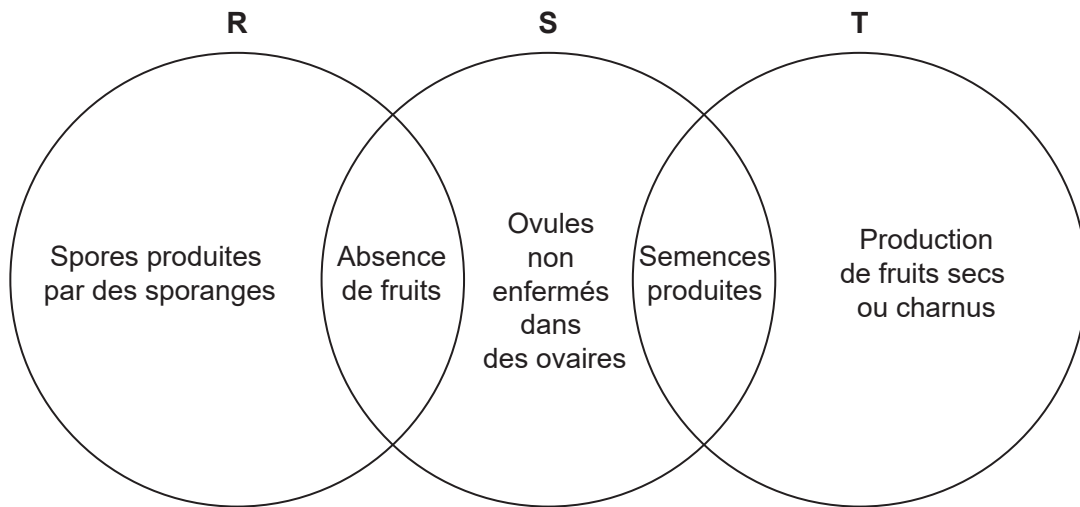 R
S
T
Spores produites
par des sporanges
Absence
de fruits
Ovules
non
enfermés
dans
des ovaires
Semences
produites
Production
de fruits secs
ou charnus